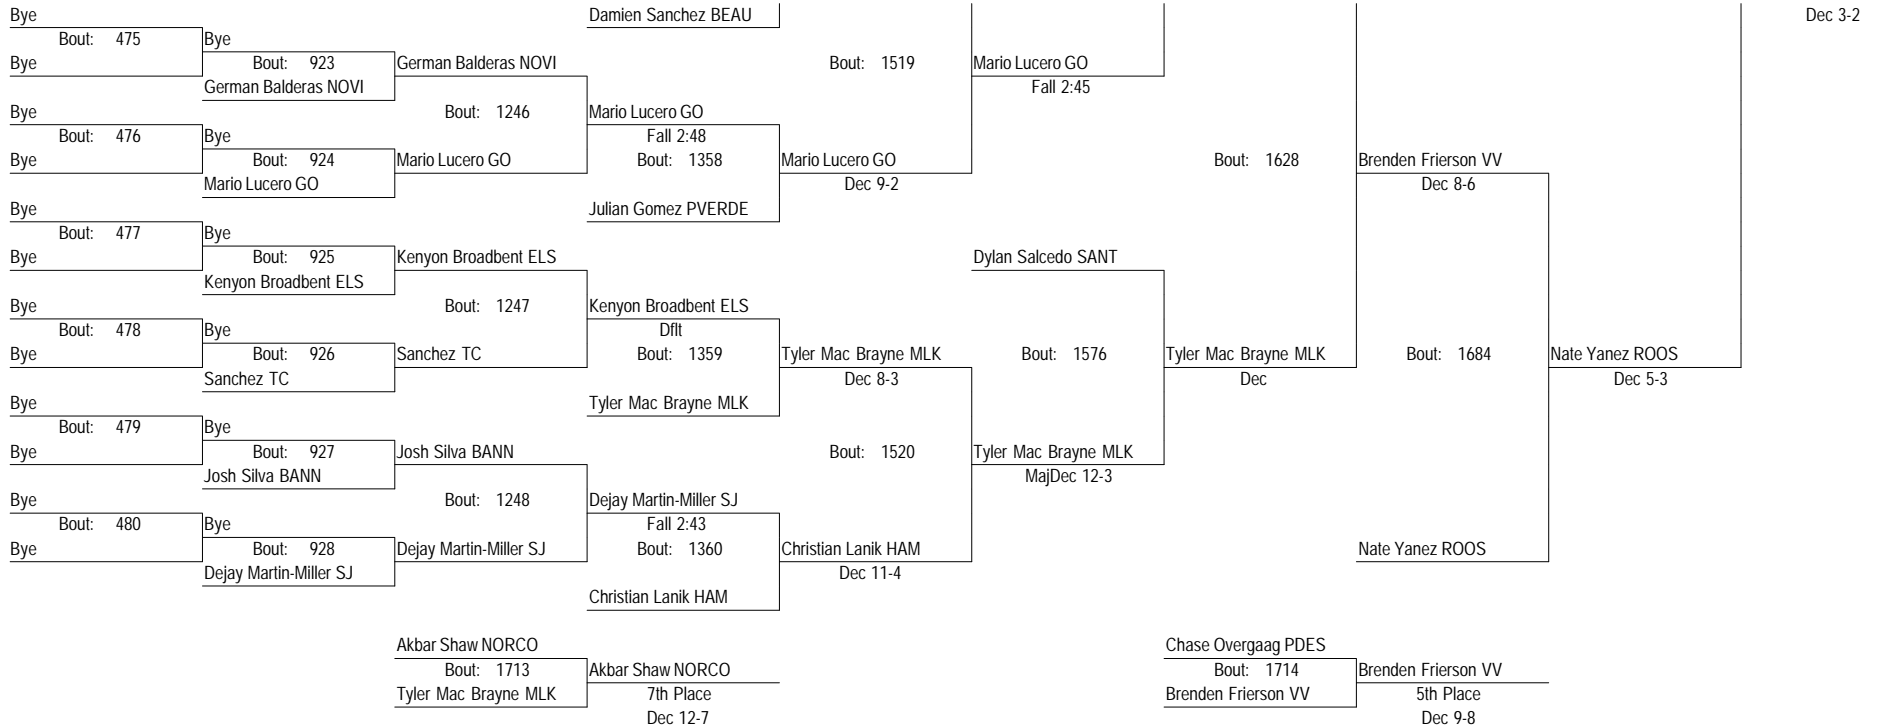 Bye
Damien Sanchez BEAU
Dec 3-2
Bout: 475
Bye
Bye
Bout: 923
German Balderas NOVI
Bout: 1519
Mario Lucero GO
German Balderas NOVI
Fall 2:45
Bye
Bout: 1246
Mario Lucero GO
Bout: 476
Bye
Fall 2:48
Bye
Bout: 924
Mario Lucero GO
Bout: 1358
Mario Lucero GO
Bout: 1628
Brenden Frierson VV
Mario Lucero GO
Dec 9-2
Dec 8-6
Bye
Julian Gomez PVERDE
Bout: 477
Bye
Bye
Bout: 925
Kenyon Broadbent ELS
Dylan Salcedo SANT
Kenyon Broadbent ELS
Bye
Bout: 1247
Kenyon Broadbent ELS
Bout: 478
Bye
Dflt
Bye
Bout: 926
Sanchez TC
Bout: 1359
Tyler Mac Brayne MLK
Bout: 1576
Tyler Mac Brayne MLK
Bout: 1684
Nate Yanez ROOS
Sanchez TC
Dec 8-3
Dec
Dec 5-3
Bye
Tyler Mac Brayne MLK
Bout: 479
Bye
Bye
Bout: 927
Josh Silva BANN
Bout: 1520
Tyler Mac Brayne MLK
Josh Silva BANN
MajDec 12-3
Bye
Bout: 1248
Dejay Martin-Miller SJ
Bout: 480
Bye
Fall 2:43
Bye
Bout: 928
Dejay Martin-Miller SJ
Bout: 1360
Christian Lanik HAM
Nate Yanez ROOS
Dejay Martin-Miller SJ
Dec 11-4
Christian Lanik HAM
Akbar Shaw NORCO
Chase Overgaag PDES
Bout: 1713
Akbar Shaw NORCO
Bout: 1714
Brenden Frierson VV
Tyler Mac Brayne MLK
7th Place
Brenden Frierson VV
5th Place
Dec 12-7
Dec 9-8